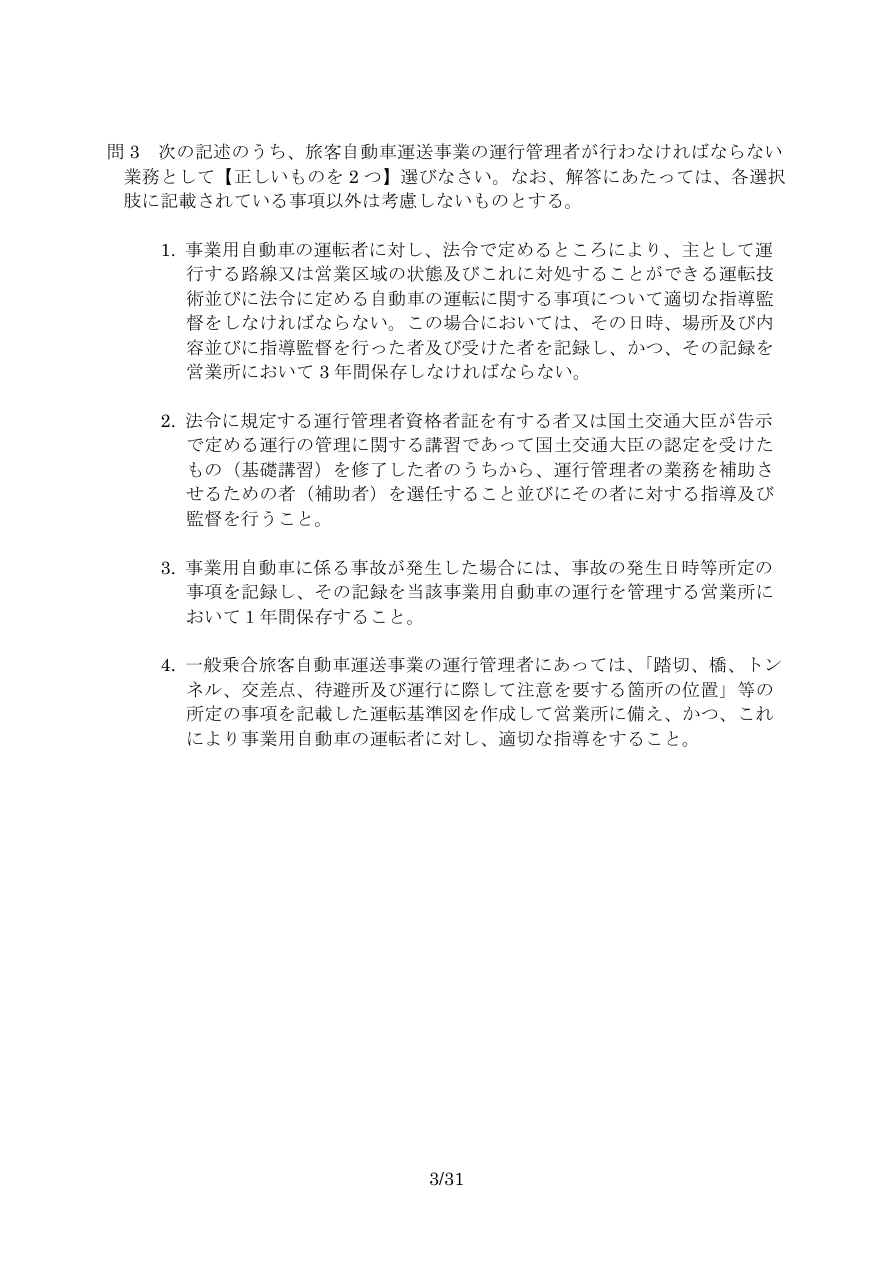 問 3　次の記述のうち、旅客自動車運送事業の運行管理者が行わなければならない
業務として【正しいものを 2 つ】選びなさい。なお、解答にあたっては、各選択
肢に記載されている事項以外は考慮しないものとする。
1. 事業用自動車の運転者に対し、法令で定めるところにより、主として運
行する路線又は営業区域の状態及びこれに対処することができる運転技
術並びに法令に定める自動車の運転に関する事項について適切な指導監
督をしなければならない。この場合においては、その日時、場所及び内
容並びに指導監督を行った者及び受けた者を記録し、かつ、その記録を
営業所において 3 年間保存しなければならない。
2. 法令に規定する運行管理者資格者証を有する者又は国土交通大臣が告示
で定める運行の管理に関する講習であって国土交通大臣の認定を受けた
もの（基礎講習）を修了した者のうちから、運行管理者の業務を補助さ
せるための者（補助者）を選任すること並びにその者に対する指導及び
監督を行うこと。
3. 事業用自動車に係る事故が発生した場合には、事故の発生日時等所定の
事項を記録し、その記録を当該事業用自動車の運行を管理する営業所に
おいて 1 年間保存すること。
4. 一般乗合旅客自動車運送事業の運行管理者にあっては、「踏切、橋、トン
ネル、交差点、待避所及び運行に際して注意を要する箇所の位置」等の
所定の事項を記載した運転基準図を作成して営業所に備え、かつ、これ
により事業用自動車の運転者に対し、適切な指導をすること。
3/31